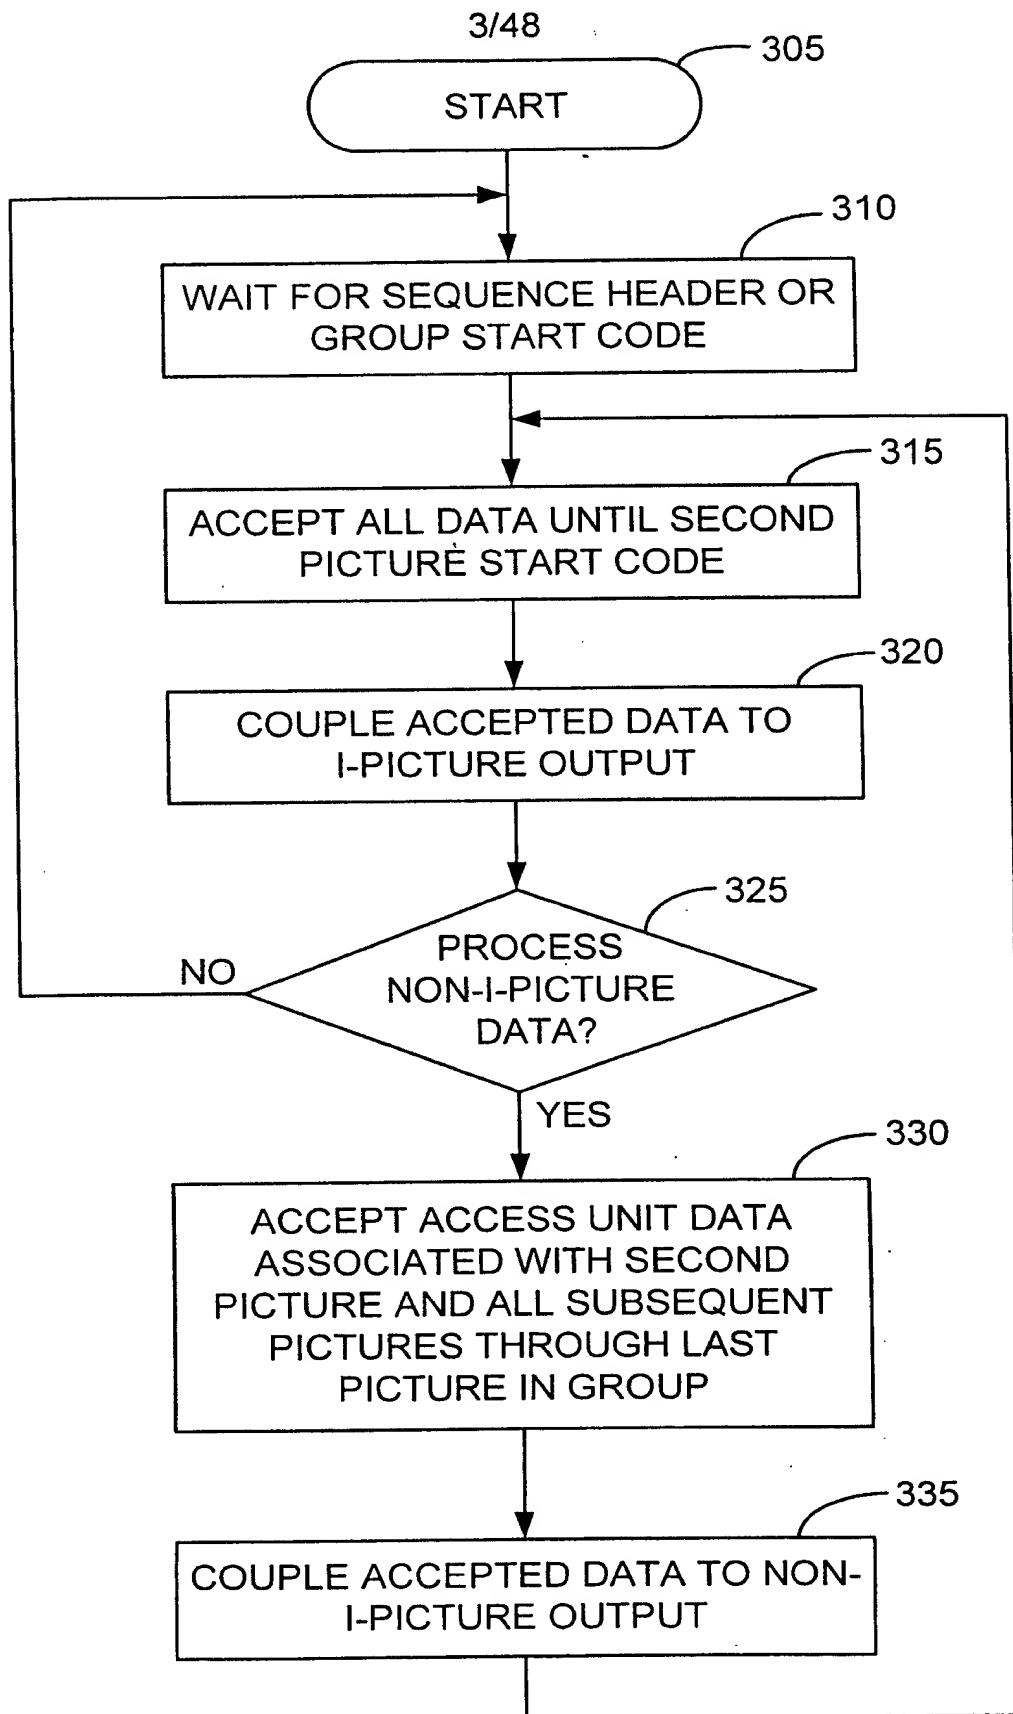 3/48
305
START
310
WAIT FOR SEQUENCE HEADER OR
GROUP START CODE
315
ACCEPT ALL DATA UNTIL SECOND
PICTURE START CODE
320
COUPLE ACCEPTED DATA TO
I-PICTURE OUTPUT
325
PROCESS
NON-I-PICTURE
DATA?
NO
YES
330
ACCEPT ACCESS UNIT DATA
ASSOCIATED WITH SECOND
PICTURE AND ALL SUBSEQUENT
PICTURES THROUGH LAST
PICTURE IN GROUP
335
COUPLE ACCEPTED DATA TO NON-
I-PICTURE OUTPUT